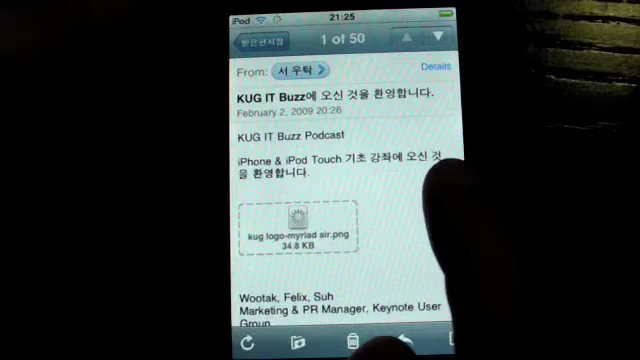 iPod 21:25
받은편지함 1 of 50
From: 서 우탁 Details
KUG IT Buzz에 오신 것을 환영합니다.
February 2, 2009 20:26
KUG IT Buzz Podcast
iPhone & iPod Touch 기초 강좌에 오신 것
을 환영합니다.
kug logo-myriad air.png
34.8 KB
Wootak, Felix, Suh
Marketing & PR Manager, Keynote User
Group